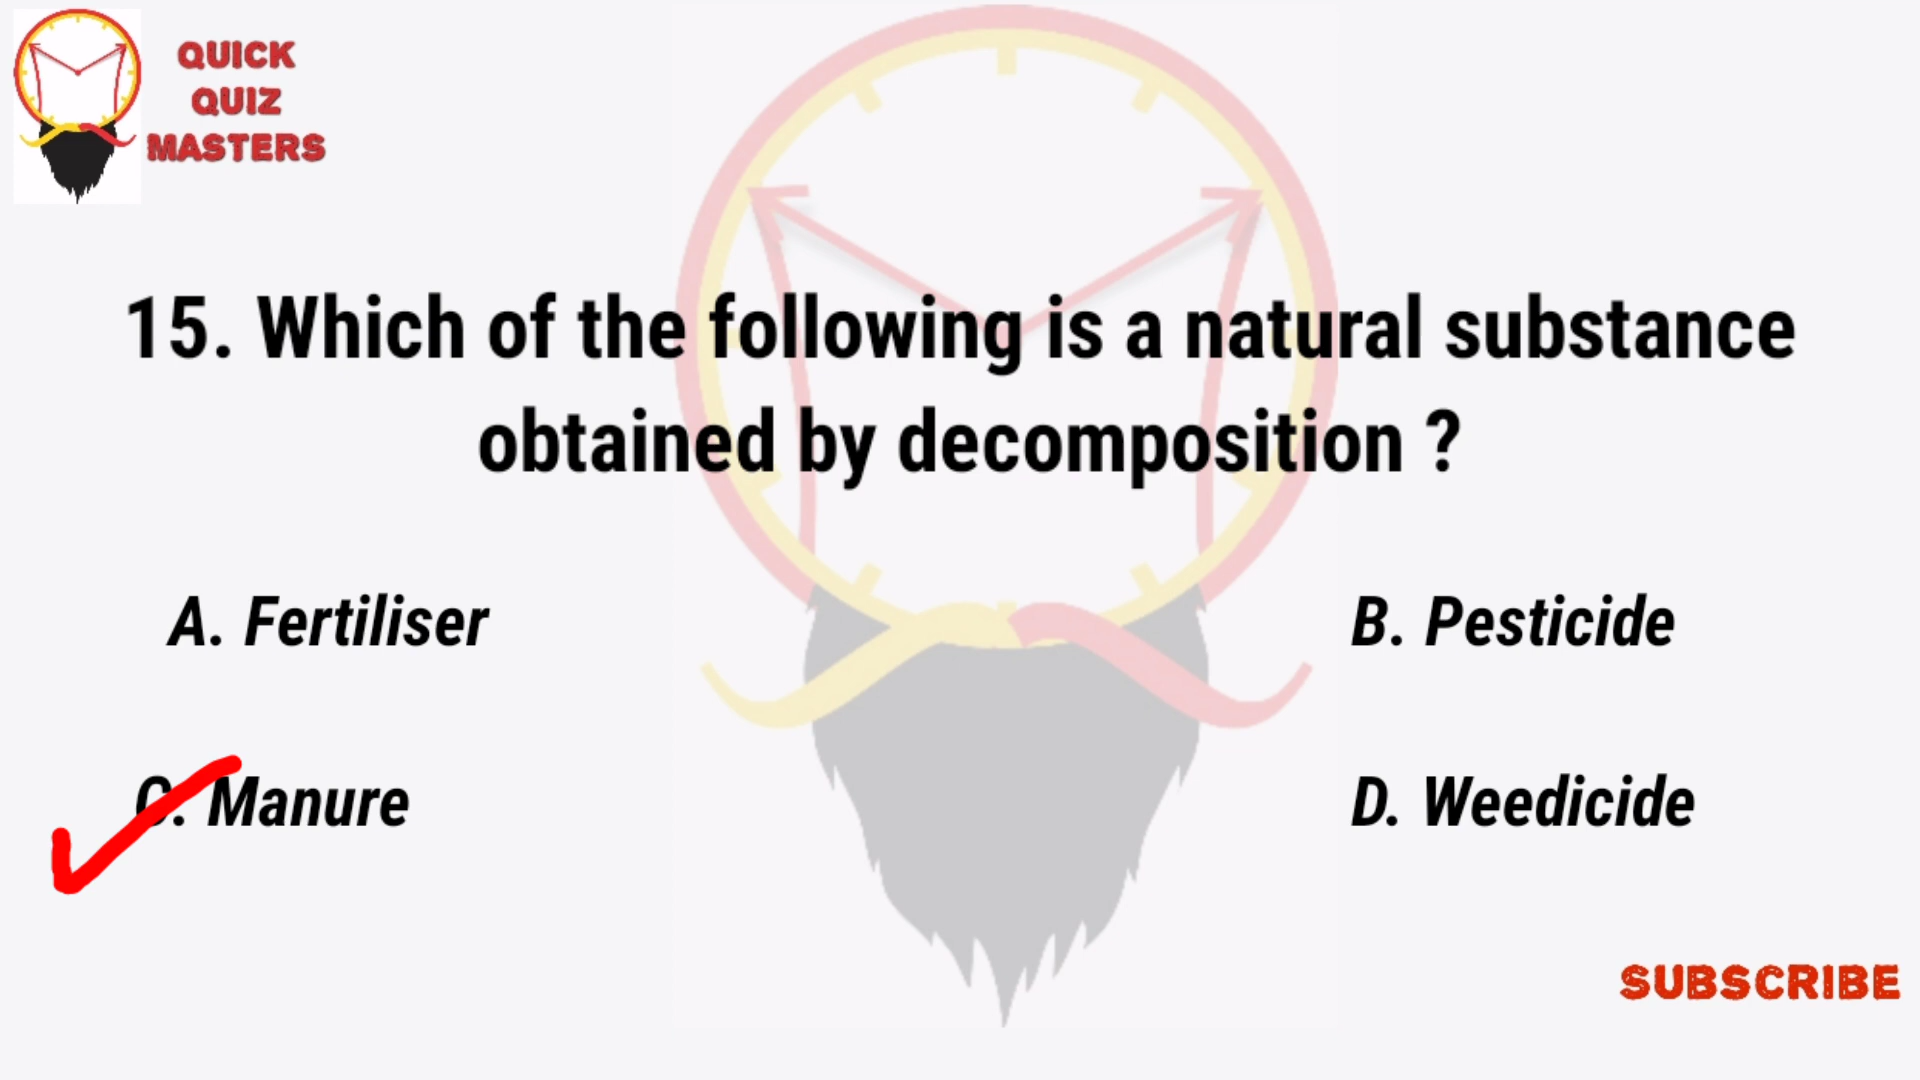 QUICK
QUIZ
MASTERS
15. Which of the following is a natural substance
obtained by decomposition ?
A. Fertiliser
B. Pesticide
C. Manure
D. Weedicide
SUBSCRIBE